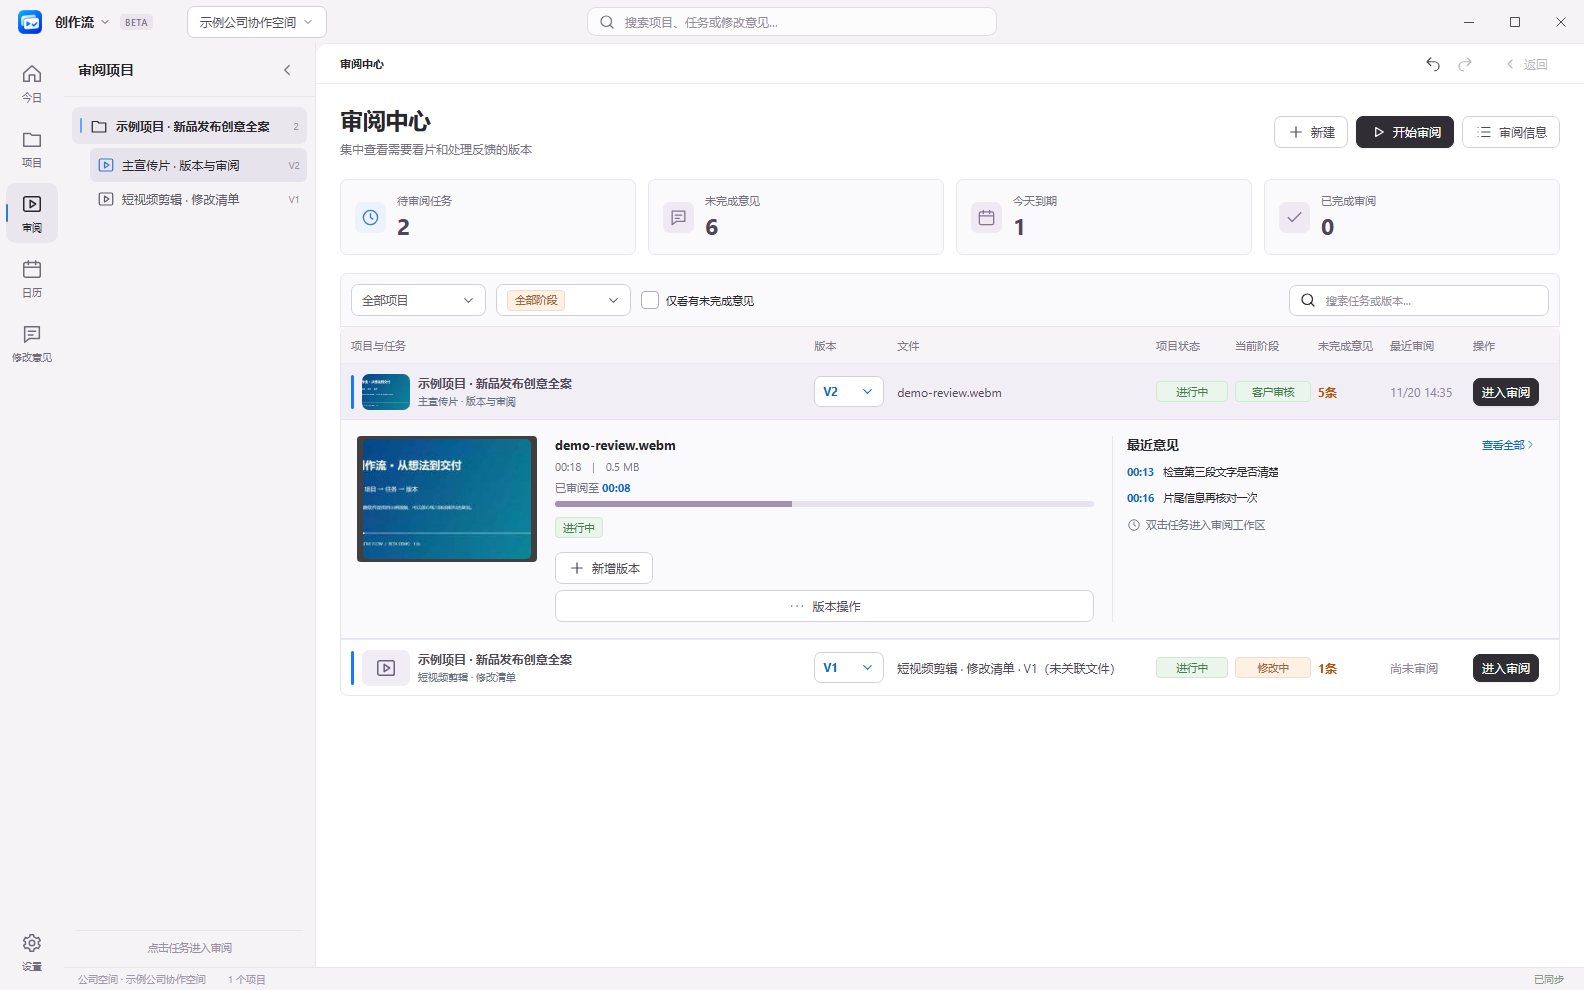 创作流 BETA 示例公司协作空间 搜索项目、任务或修改意见...
今日
项目
审阅
日历
修改意见
设置
审阅项目
示例项目 · 新品发布创意全案 2
主宣传片 · 版本与审阅 V2
短视频剪辑 · 修改清单 V1
点击任务进入审阅
审阅中心
返回
审阅中心
集中查看需要看片和处理反馈的版本
新建 开始审阅 审阅信息
待审阅任务
2
未完成意见
6
今天到期
1
已完成审阅
0
全部项目 全部阶段 仅看有未完成意见 搜索任务或版本...
项目与任务 版本 文件 项目状态 当前阶段 未完成意见 最近审阅 操作
示例项目 · 新品发布创意全案
主宣传片 · 版本与审阅
V2 demo-review.webm 进行中 客户审核 5条 11/20 14:35 进入审阅
作流 · 从想法到交付
项目 → 任务 → 版本
demo-review.webm
00:18 | 0.5 MB
已审阅至 00:08
进行中
新增版本
··· 版本操作
最近意见 查看全部
00:13 检查第三段文字是否清楚
00:16 片尾信息再核对一次
双击任务进入审阅工作区
示例项目 · 新品发布创意全案
短视频剪辑 · 修改清单
V1 短视频剪辑 · 修改清单 · V1（未关联文件） 进行中 修改中 1条 尚未审阅 进入审阅
公司空间 · 示例公司协作空间 1 个项目 已同步